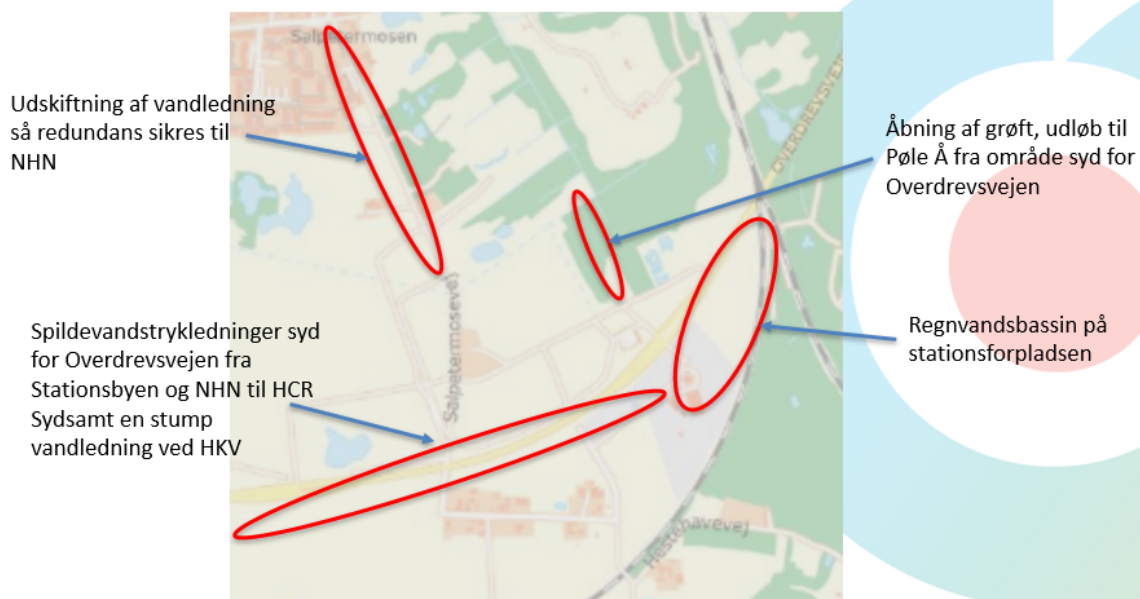 Salpetermosen
Udskiftning af vandledning
så redundans sikres til
NHN
OVERDREVSVEJ
Åbning af grøft, udløb til
Pøle Å fra område syd for
Overdrevsvejen
Salpetermosevej
Spildevandstrykledninger syd
for Overdrevsvejen fra
Stationsbyen og NHN til HCR
Sydsamt en stump
vandledning ved HKV
Regnvandsbassin på
stationsforpladsen
Hestehavevej